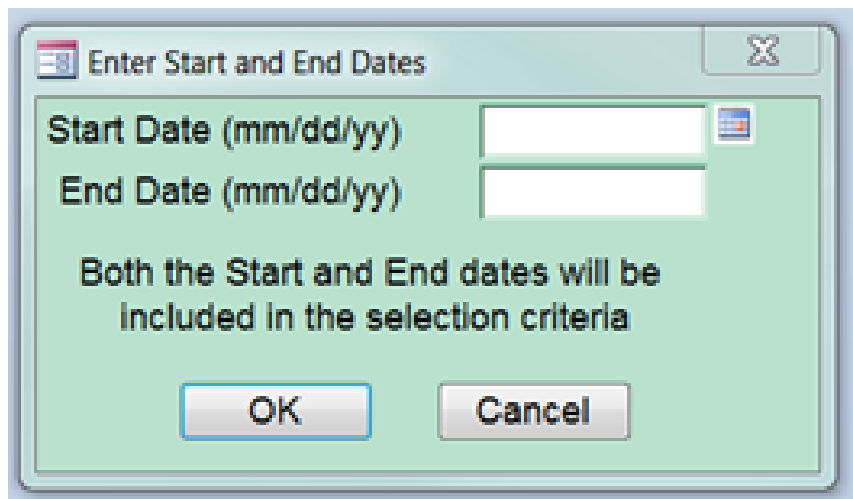 Enter Start and End Dates
Start Date (mm/dd/yy)
End Date (mm/dd/yy)
Both the Start and End dates will be
included in the selection criteria
OK Cancel